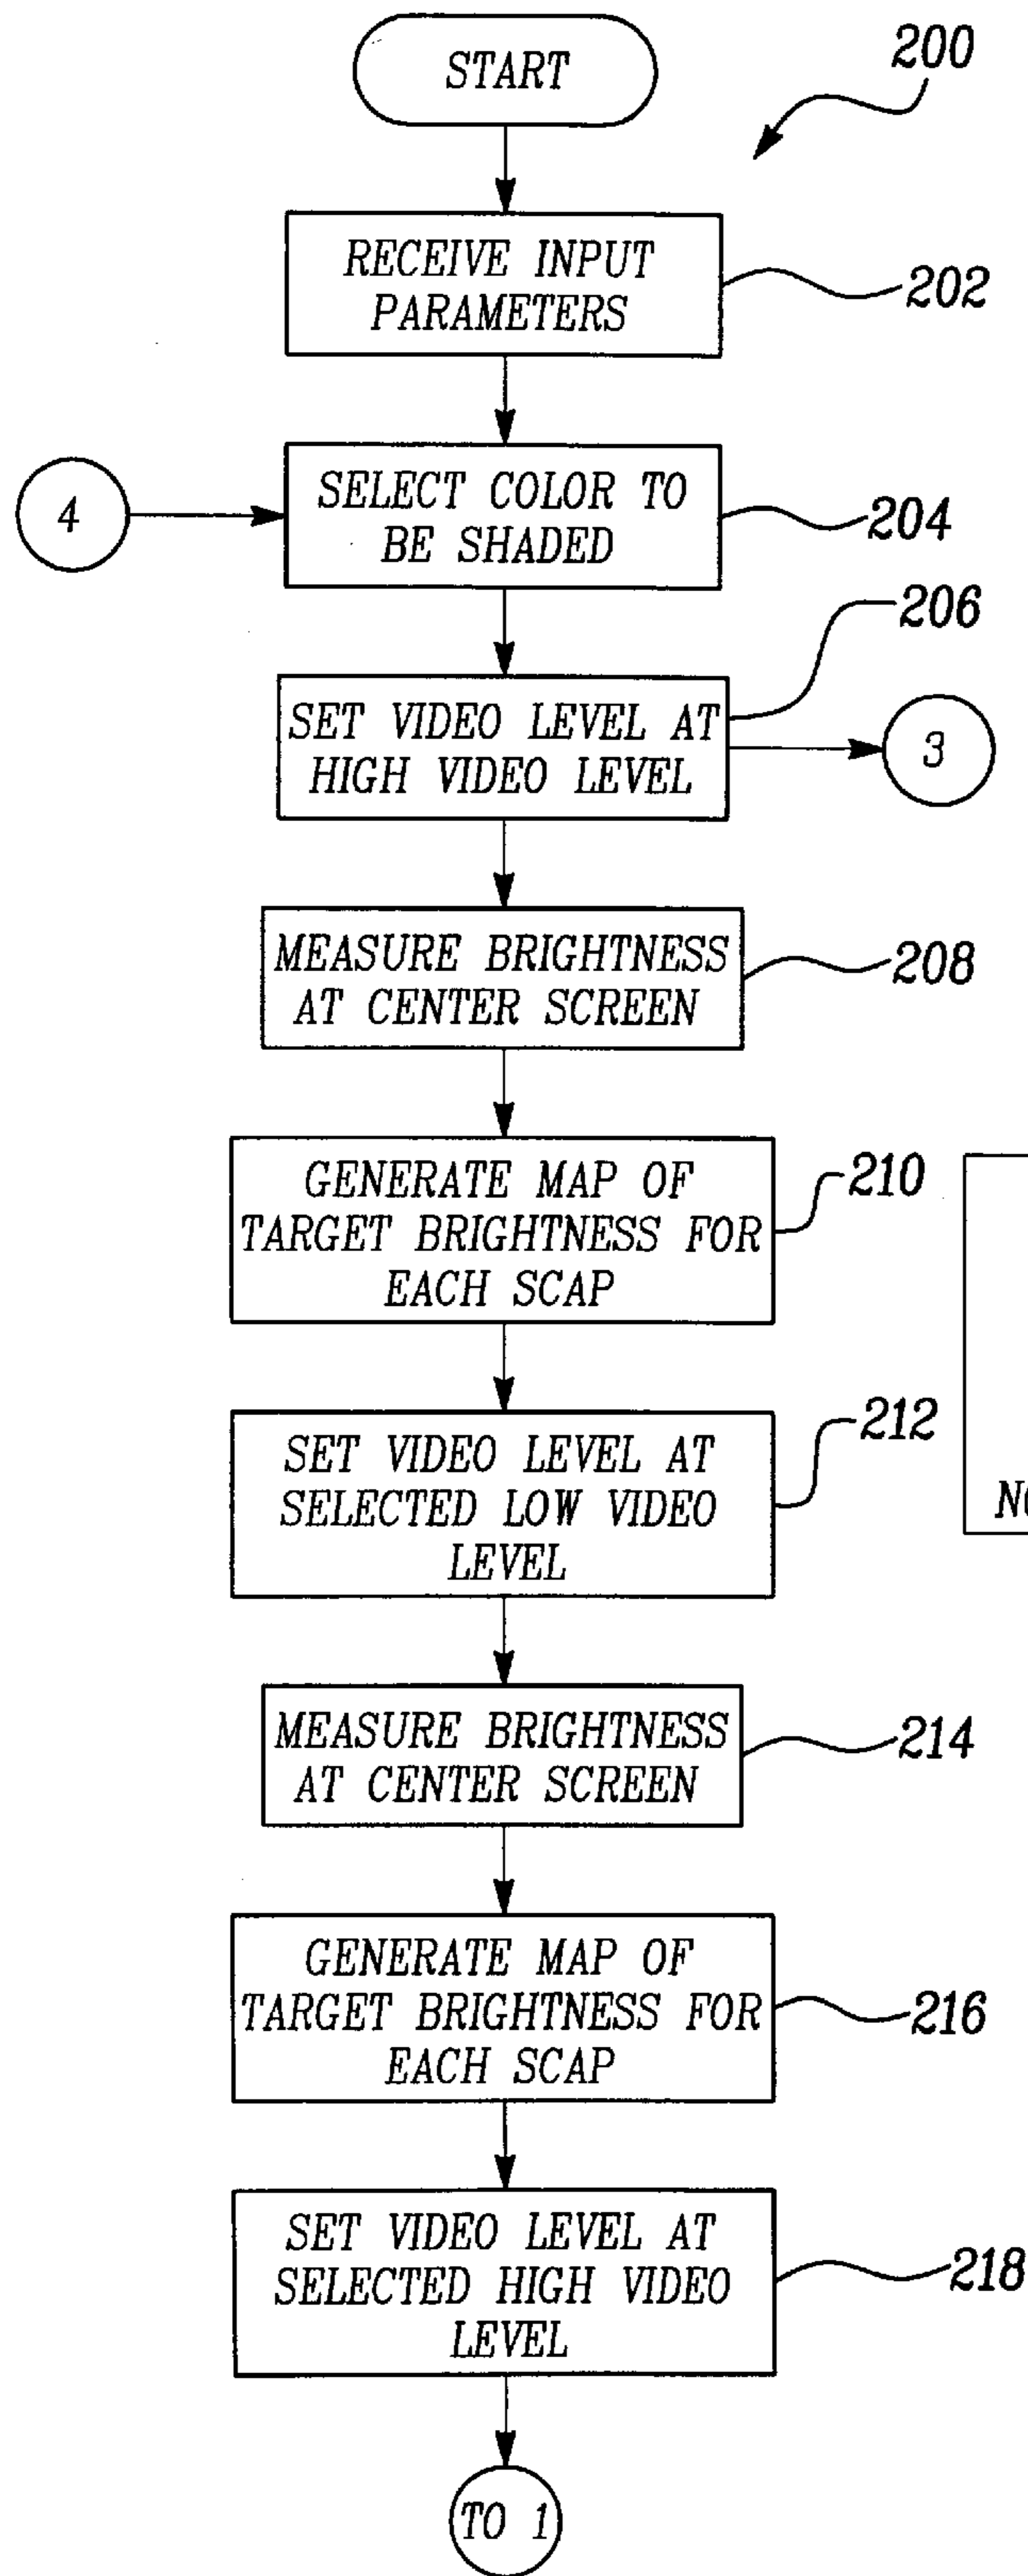 START
200
RECEIVE INPUT
PARAMETERS
202
4
SELECT COLOR TO
BE SHADED
204
206
SET VIDEO LEVEL AT
HIGH VIDEO LEVEL
3
MEASURE BRIGHTNESS
AT CENTER SCREEN
208
GENERATE MAP OF
TARGET BRIGHTNESS FOR
EACH SCAP
210
SET VIDEO LEVEL AT
SELECTED LOW VIDEO
LEVEL
212
MEASURE BRIGHTNESS
AT CENTER SCREEN
214
GENERATE MAP OF
TARGET BRIGHTNESS FOR
EACH SCAP
216
SET VIDEO LEVEL AT
SELECTED HIGH VIDEO
LEVEL
218
TO 1